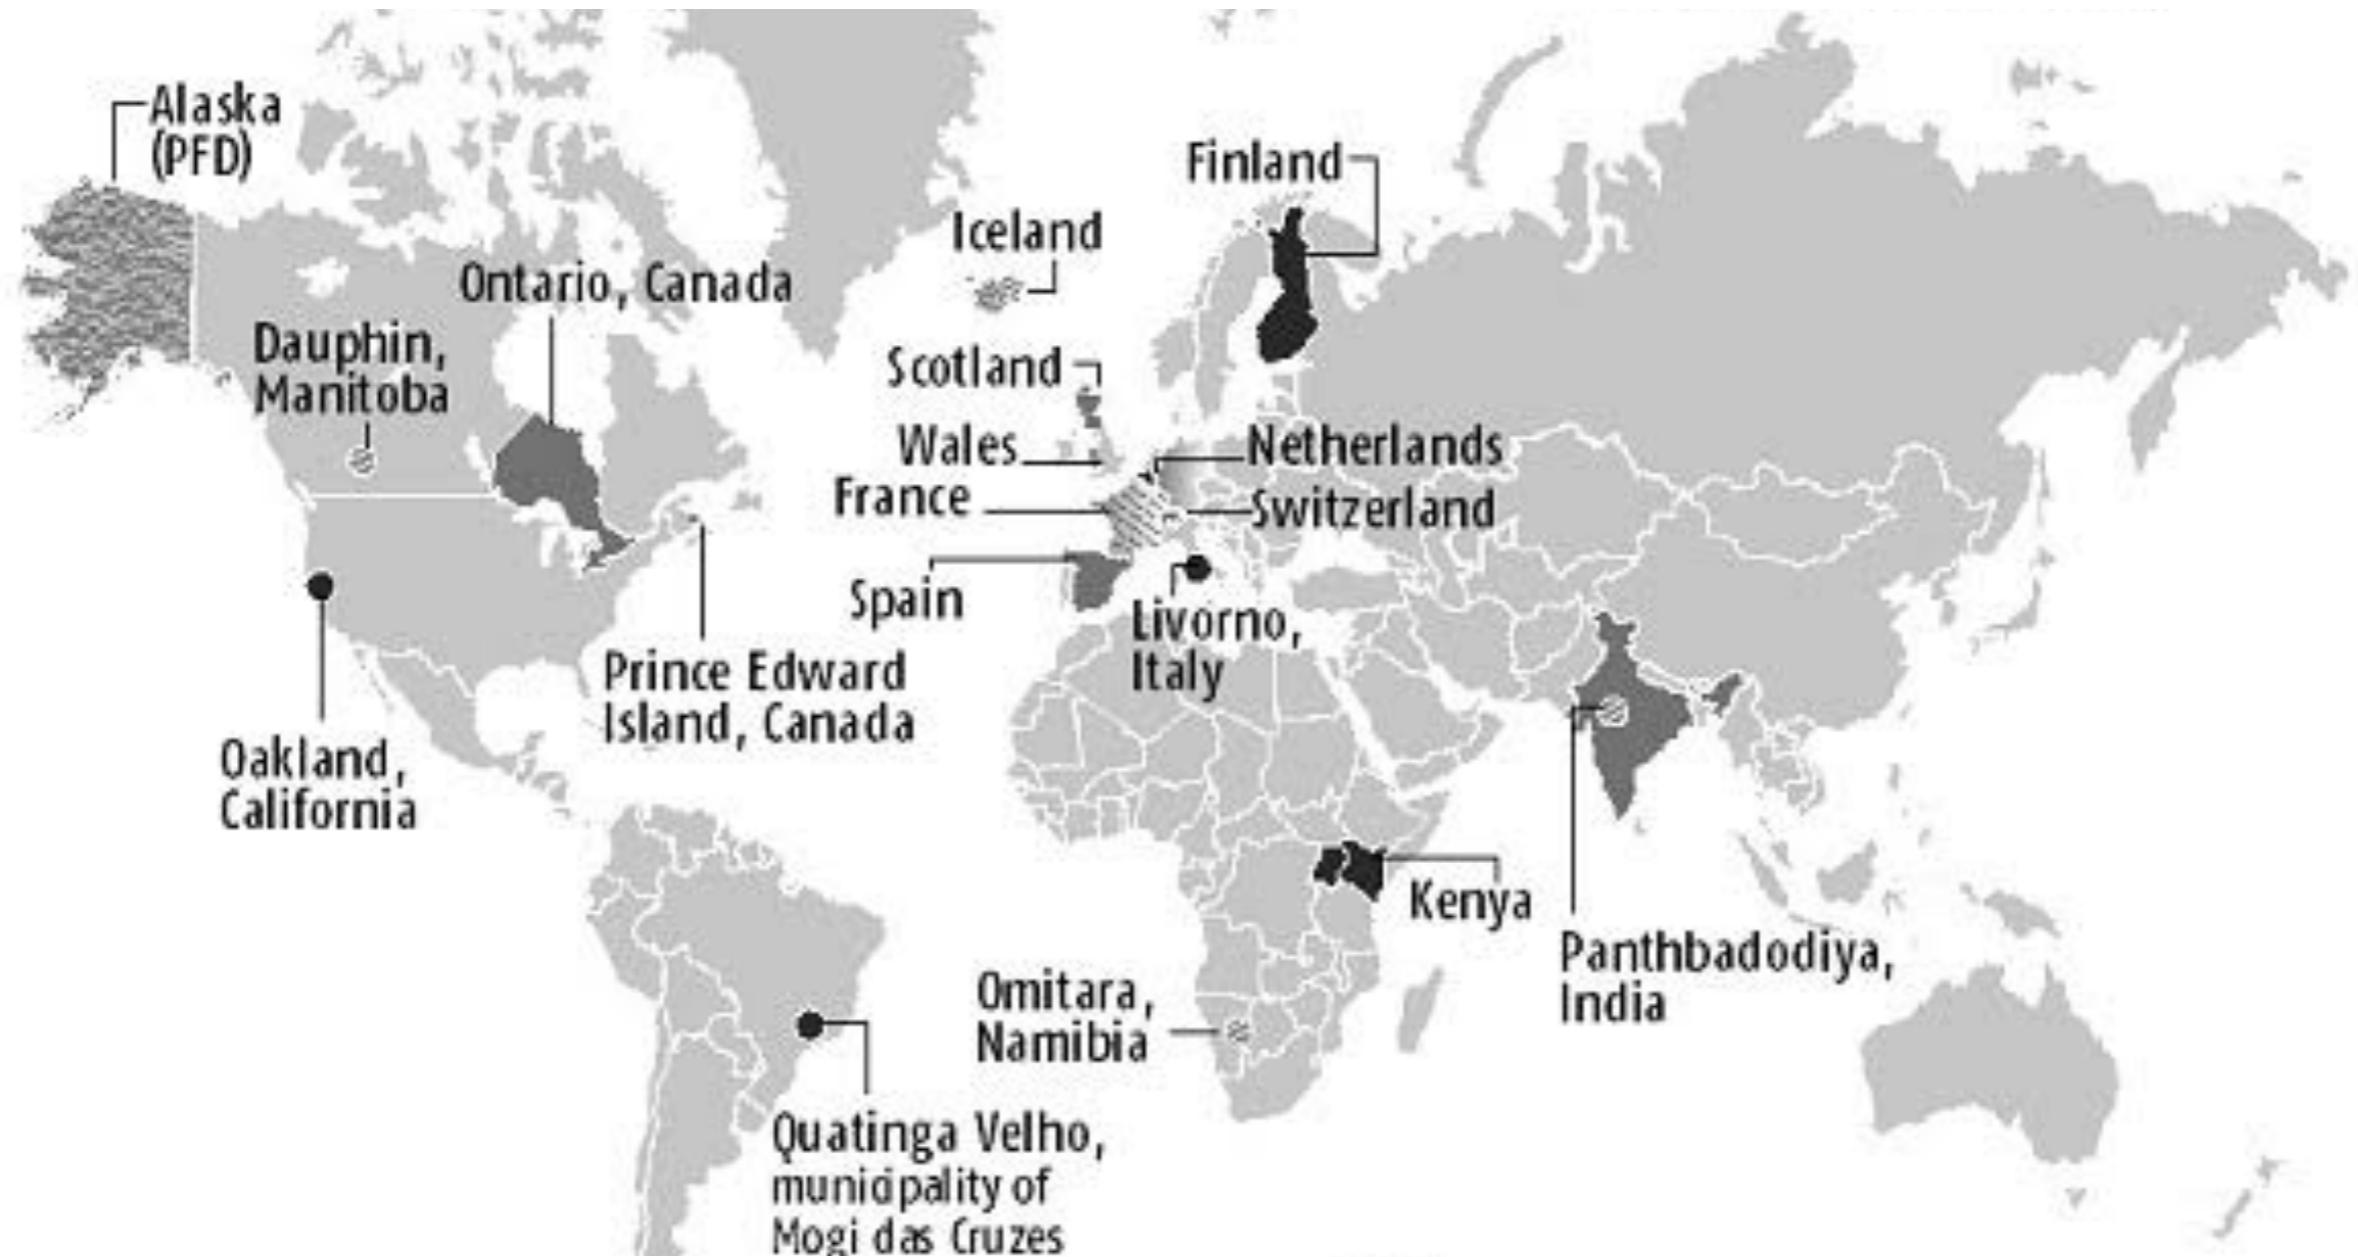 Alaska
(PFD)
Finland
Iceland
Ontario, Canada
Dauphin,
Manitoba
Scotland
Wales
Netherlands
France
Switzerland
Spain
Livorno,
Italy
Prince Edward
Island, Canada
Oakland,
California
Kenya
Panthbadodiya,
India
Omitara,
Namibia
Quatinga Velho,
municipality of
Mogi das Cruzes